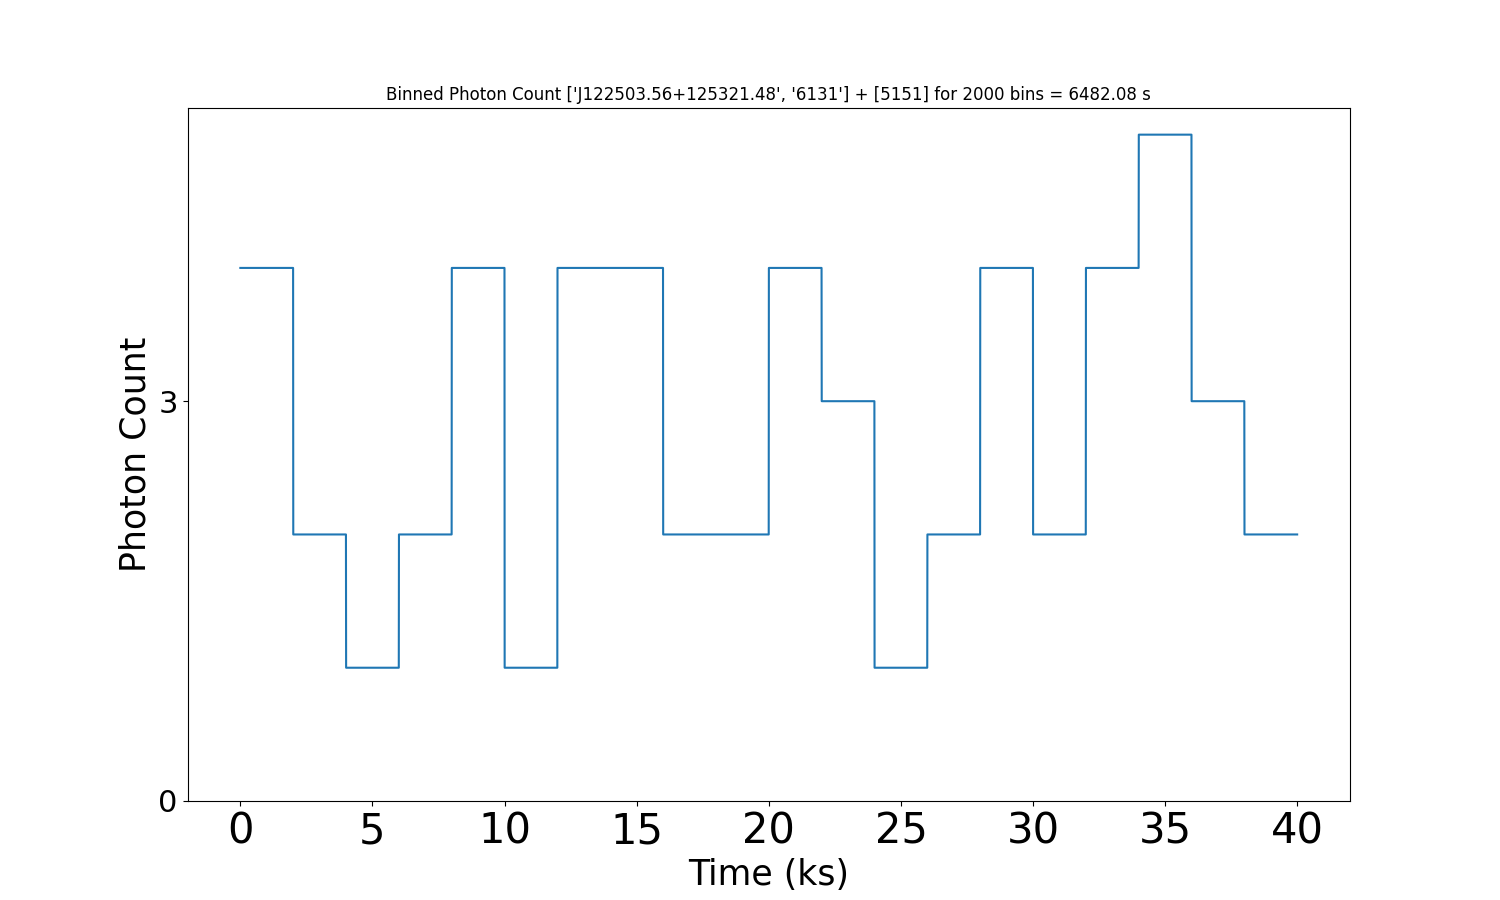 Binned Photon Count ['J122503.56+125321.48', '6131'] + [5151] for 2000 bins = 6482.08 s
Photon Count
3
0
0 5 10 15 20 25 30 35 40
Time (ks)